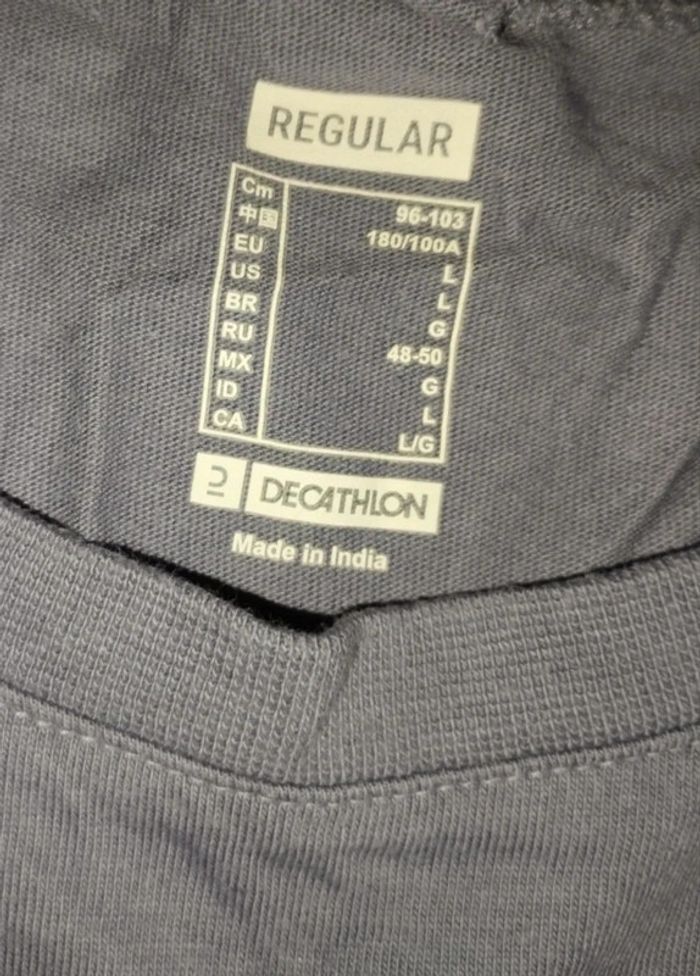 REGULAR
Cm 96-103
中国 180/100A
EU L
US L
BR G
RU 48-50
MX G
ID L
CA L/G
DECATHLON
Made in India